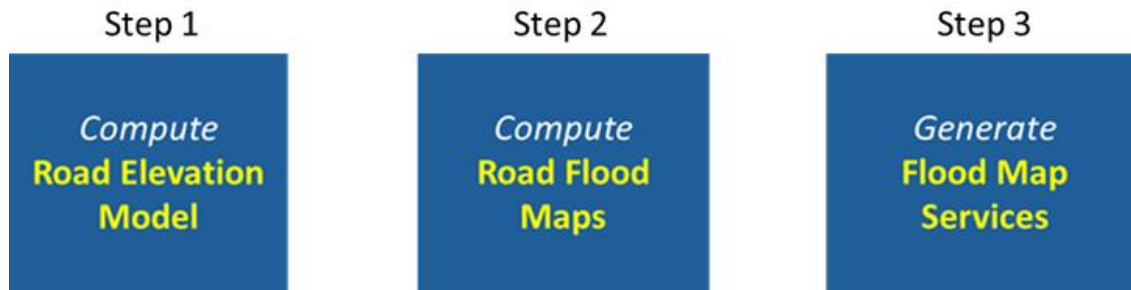 Step 1
Step 2
Step 3
Compute
Road Elevation
Model
Compute
Road Flood
Maps
Generate
Flood Map
Services